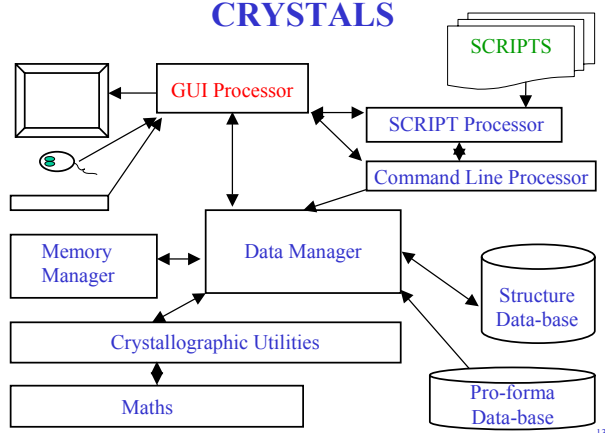 CRYSTALS
SCRIPTS
GUI Processor
SCRIPT Processor
Command Line Processor
Memory
Manager
Data Manager
Structure
Data-base
Crystallographic Utilities
Pro-forma
Data-base
Maths
13